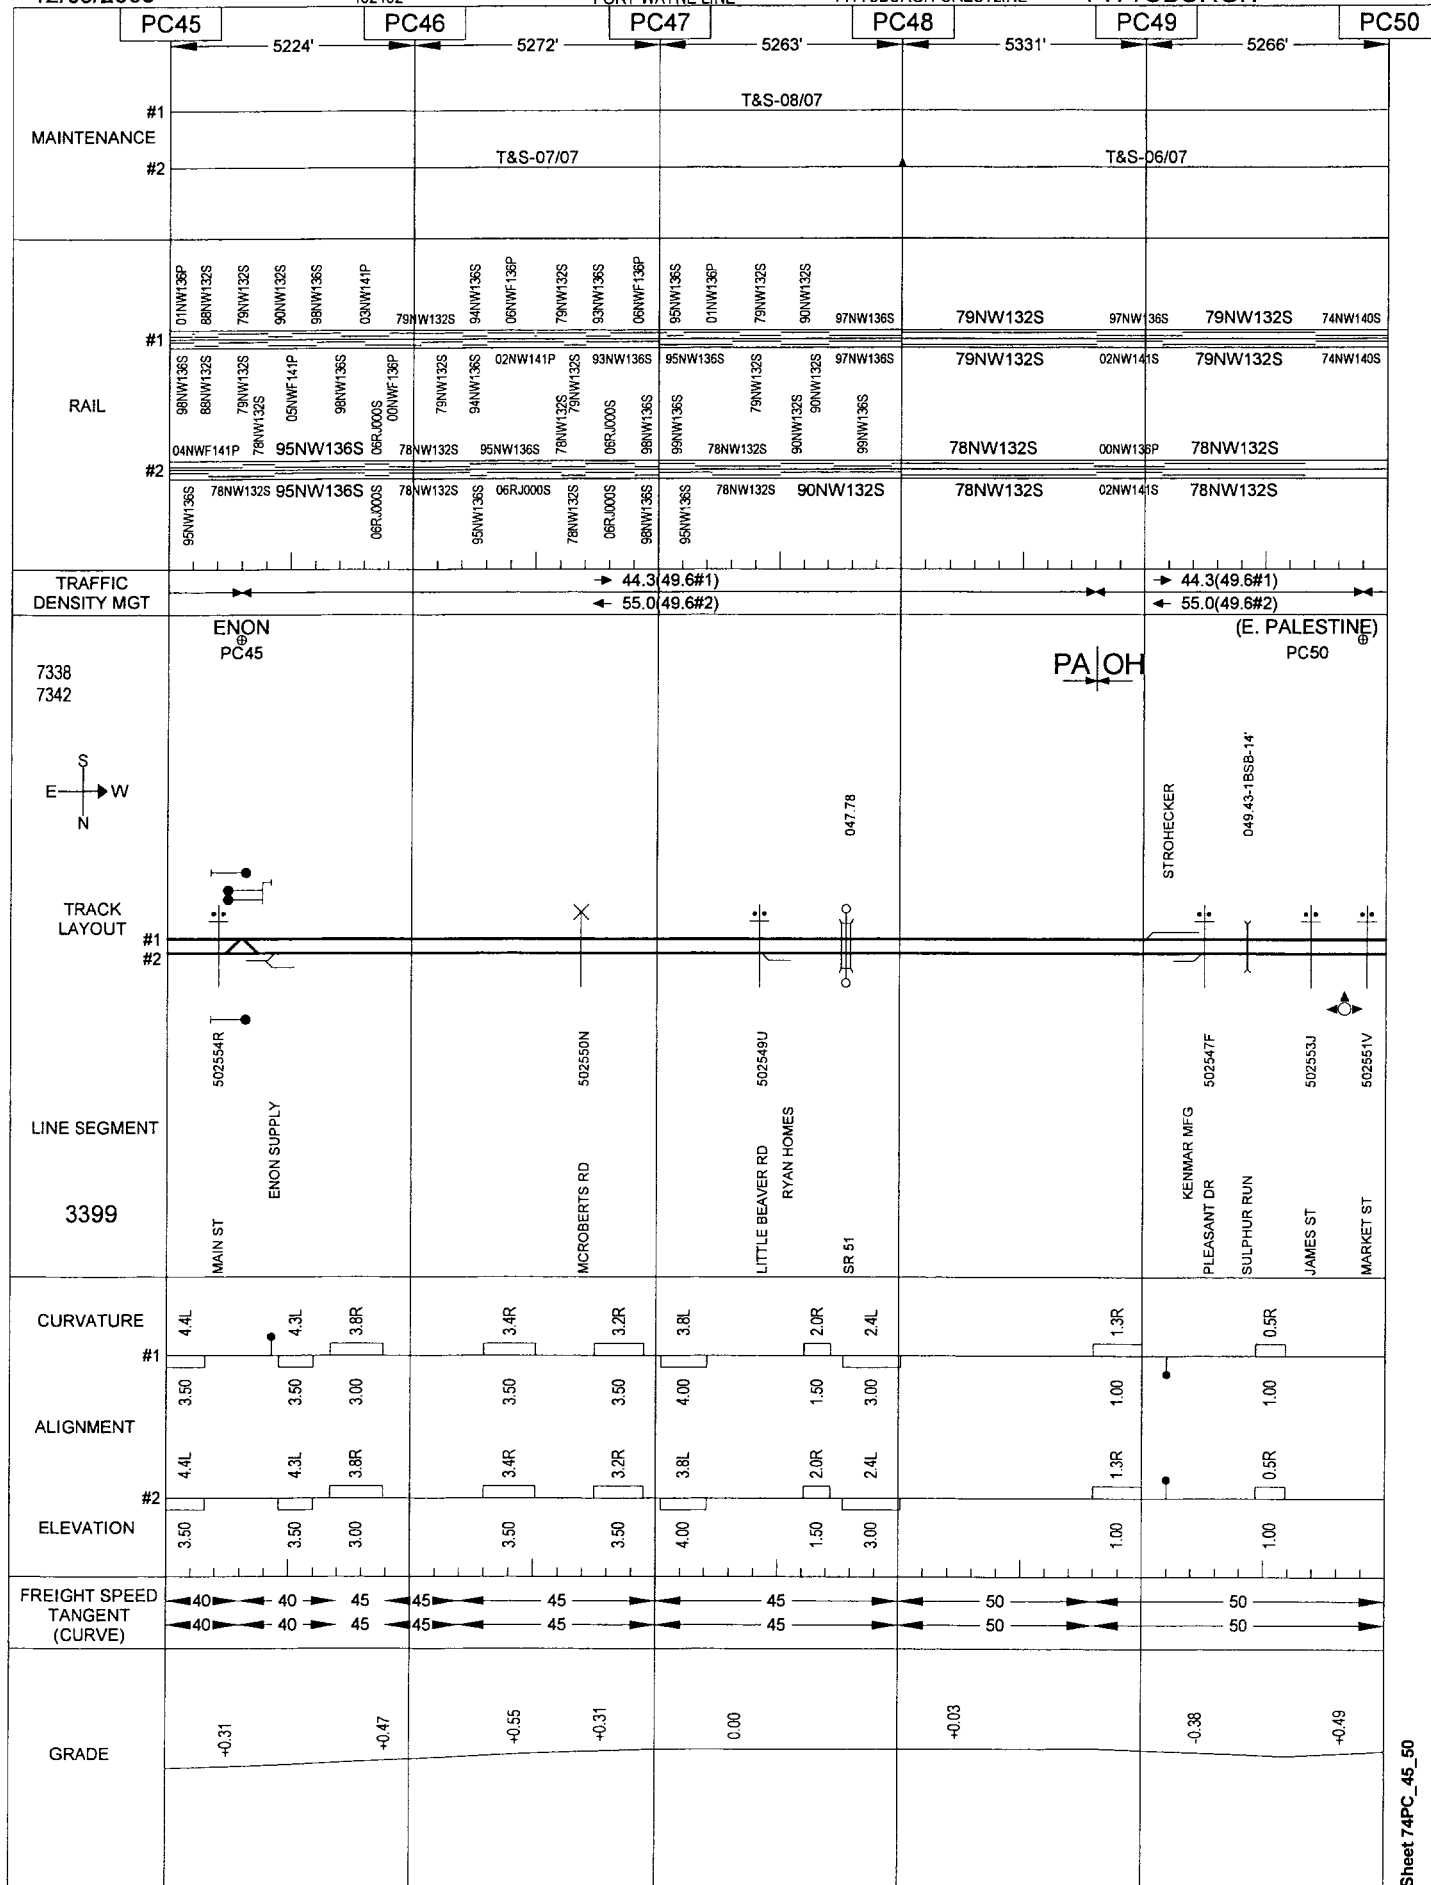 PC45 PC46 PC47 PC48 PC49 PC50
5224' 5272' 5263' 5331' 5266'
MAINTENANCE
#1 T&S-08/07
#2 T&S-07/07 T&S-06/07
RAIL
01NW136P 88NW132S 79NW132S 90NW132S 98NW136S 03NW141P 79NW132S 94NW136S 06NWF136P 79NW132S 93NW136S 06NWF136P 95NW136S 01NW136P 79NW132S 90NW132S 97NW136S 79NW132S 97NW136S 79NW132S 74NW140S
#1
98NW136S 88NW132S 79NW132S 78NW132S 05NWF141P 98NW136S 00NWF136P 79NW132S 94NW136S 02NW141P 79NW132S 93NW136S 95NW136S 79NW132S 90NW132S 97NW136S 79NW132S 02NW141S 79NW132S 74NW140S
04NWF141P 95NW136S 06RJ000S 78NW132S 95NW136S 78NW132S 06RJ000S 98NW136S 99NW136S 78NW132S 90NW132S 99NW136S 78NW132S 00NW136P 78NW132S
#2
95NW136S 78NW132S 95NW136S 06RJ000S 78NW132S 95NW136S 06RJ000S 78NW132S 06RJ000S 98NW136S 95NW136S 78NW132S 90NW132S 78NW132S 02NW141S 78NW132S
TRAFFIC
DENSITY MGT
44.3(49.6#1) 44.3(49.6#1)
55.0(49.6#2) 55.0(49.6#2)
ENON
PC45
(E. PALESTINE)
PC50
PA OH
7338
7342
S
E W
N
047.78
STROHECKER
049.43-1BSB-14'
TRACK
LAYOUT
#1
#2
502554R 502550N 502549U 502547F 502553J 502551V
LINE SEGMENT
3399
MAIN ST
ENON SUPPLY
MCROBERTS RD
LITTLE BEAVER RD
RYAN HOMES
SR 51
KENMAR MFG
PLEASANT DR
SULPHUR RUN
JAMES ST
MARKET ST
CURVATURE
4.4L 4.3L 3.8R 3.4R 3.2R 3.8L 2.0R 2.4L 1.3R 0.5R
#1
3.50 3.50 3.00 3.50 3.50 4.00 1.50 3.00 1.00 1.00
ALIGNMENT
4.4L 4.3L 3.8R 3.4R 3.2R 3.8L 2.0R 2.4L 1.3R 0.5R
#2
ELEVATION
3.50 3.50 3.00 3.50 3.50 4.00 1.50 3.00 1.00 1.00
FREIGHT SPEED
TANGENT
(CURVE)
40 40 45 45 45 45 50 50
40 40 45 45 45 45 50 50
GRADE
+0.31 +0.47 +0.55 +0.31 0.00 +0.03 -0.38 +0.49
Sheet 74PC_45_50